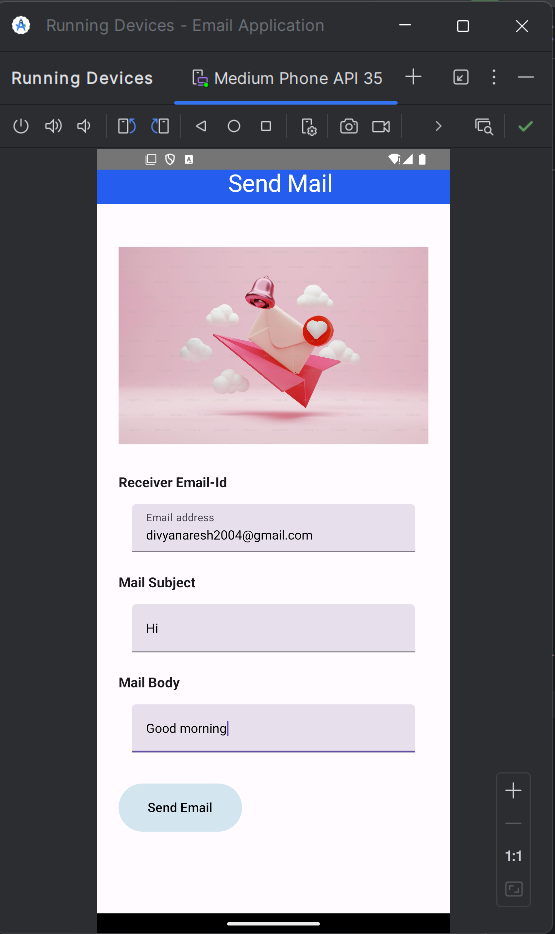 Running Devices - Email Application
Running Devices
Medium Phone API 35
Send Mail
Receiver Email-Id
Email address
divyanaresh2004@gmail.com
Mail Subject
Hi
Mail Body
Good morning
Send Email
1:1